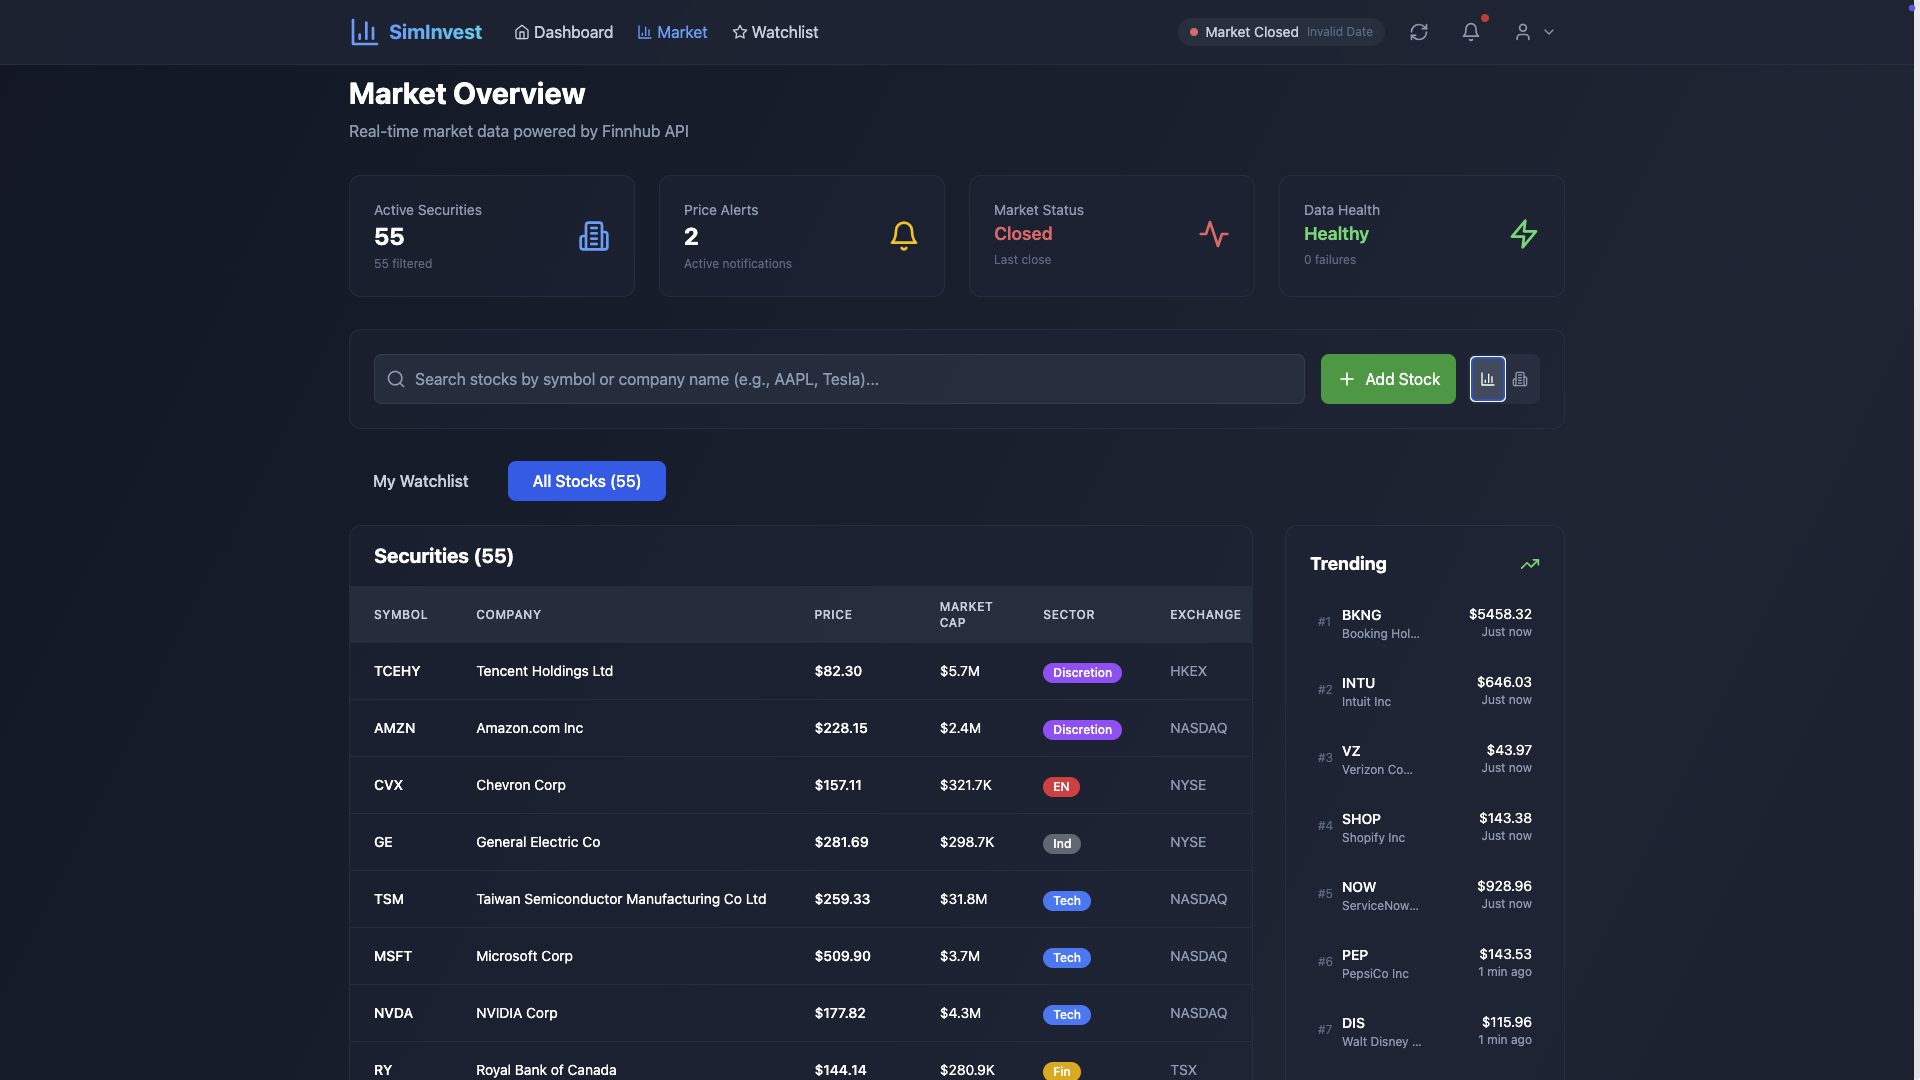 SimInvest
Dashboard
Market
Watchlist
Market Closed Invalid Date
Market Overview
Real-time market data powered by Finnhub API
Active Securities
55
55 filtered
Price Alerts
2
Active notifications
Market Status
Closed
Last close
Data Health
Healthy
0 failures
Search stocks by symbol or company name (e.g., AAPL, Tesla)...
Add Stock
My Watchlist
All Stocks (55)
Securities (55)
SYMBOL COMPANY PRICE MARKET CAP SECTOR EXCHANGE
TCEHY Tencent Holdings Ltd $82.30 $5.7M Discretion HKEX
AMZN Amazon.com Inc $228.15 $2.4M Discretion NASDAQ
CVX Chevron Corp $157.11 $321.7K EN NYSE
GE General Electric Co $281.69 $298.7K Ind NYSE
TSM Taiwan Semiconductor Manufacturing Co Ltd $259.33 $31.8M Tech NASDAQ
MSFT Microsoft Corp $509.90 $3.7M Tech NASDAQ
NVDA NVIDIA Corp $177.82 $4.3M Tech NASDAQ
RY Royal Bank of Canada $144.14 $280.9K Fin TSX
Trending
#1 BKNG $5458.32
Booking Hol... Just now
#2 INTU $646.03
Intuit Inc Just now
#3 VZ $43.97
Verizon Co... Just now
#4 SHOP $143.38
Shopify Inc Just now
#5 NOW $928.96
ServiceNow... Just now
#6 PEP $143.53
PepsiCo Inc 1 min ago
#7 DIS $115.96
Walt Disney ... 1 min ago